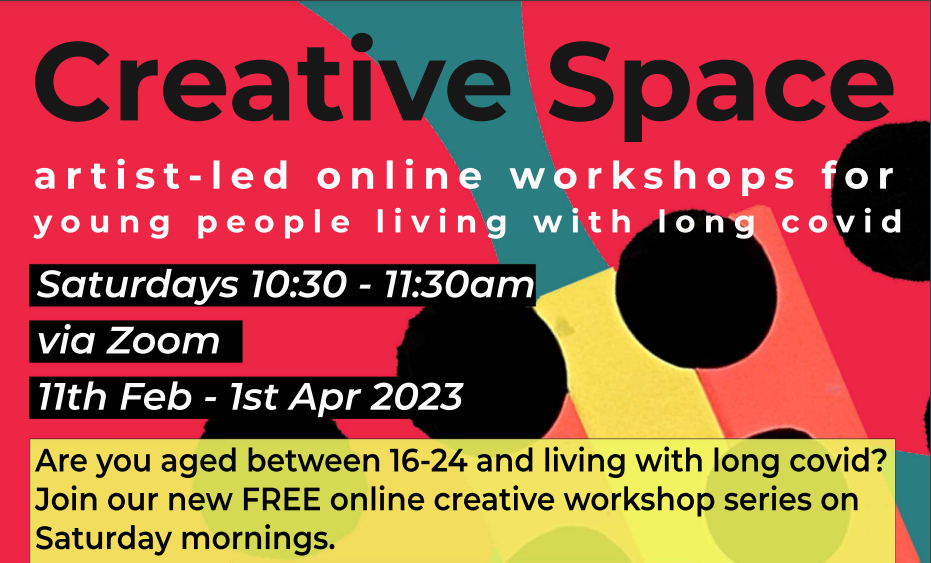 Creative Space
artist-led online workshops for
young people living with long covid
Saturdays 10:30 - 11:30am
via Zoom
11th Feb - 1st Apr 2023
Are you aged between 16-24 and living with long covid?
Join our new FREE online creative workshop series on
Saturday mornings.